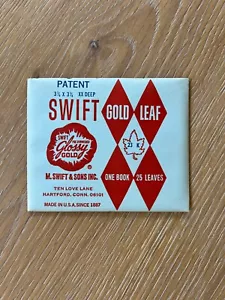 PATENT
3⅜ X 3⅜ XX DEEP
SWIFT GOLD LEAF
SWIFT
Glossy
GOLD
®
23 K
M. SWIFT & SONS INC. ONE BOOK 25 LEAVES
TEN LOVE LANE
HARTFORD, CONN. 06101
MADE IN U.S.A. SINCE 1887